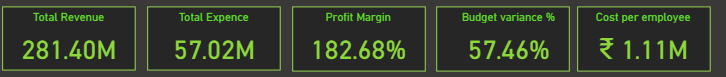 Total Revenue
281.40M
Total Expence
57.02M
Profit Margin
182.68%
Budget variance %
57.46%
Cost per employee
₹ 1.11M